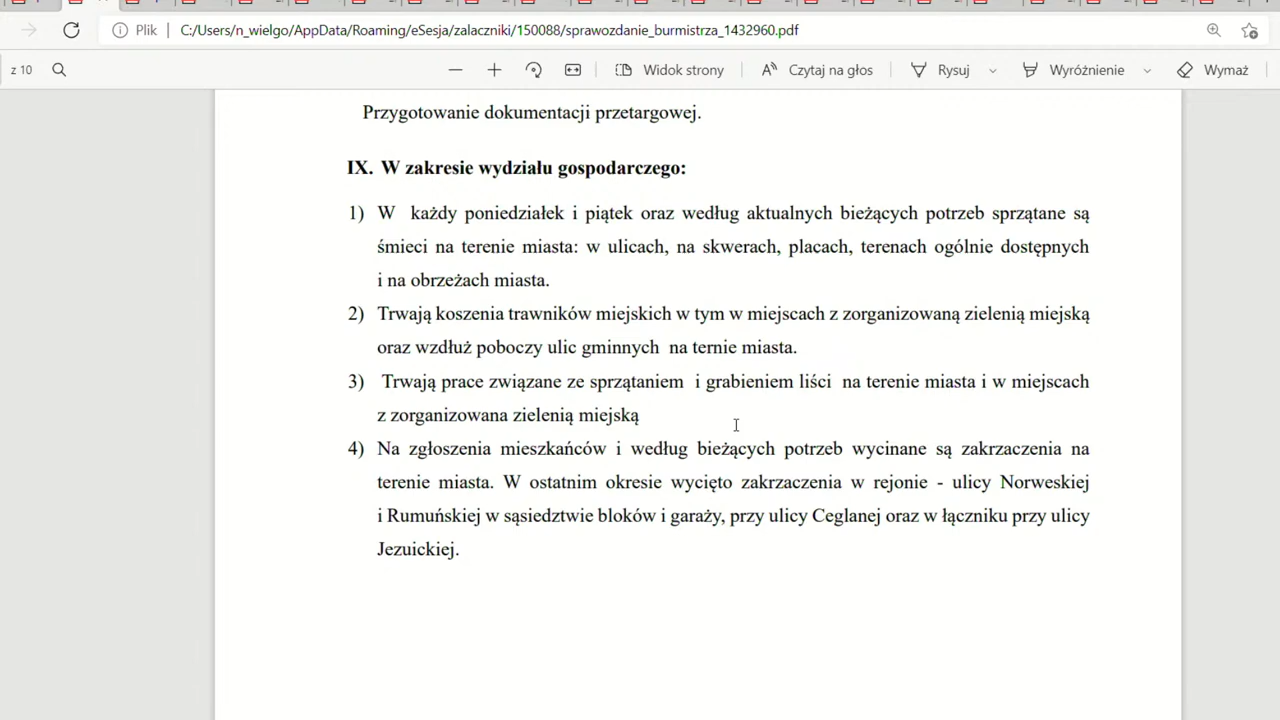 Plik C:/Users/n_wielgo/AppData/Roaming/eSesja/zalaczniki/150088/sprawozdanie_burmistrza_1432960.pdf
z 10 Widok strony Czytaj na głos Rysuj Wyróżnienie Wymaż
Przygotowanie dokumentacji przetargowej.
IX. W zakresie wydziału gospodarczego:
1) W każdy poniedziałek i piątek oraz według aktualnych bieżących potrzeb sprzątane są
śmieci na terenie miasta: w ulicach, na skwerach, placach, terenach ogólnie dostępnych
i na obrzeżach miasta.
2) Trwają koszenia trawników miejskich w tym w miejscach z zorganizowaną zielenią miejską
oraz wzdłuż poboczy ulic gminnych na ternie miasta.
3) Trwają prace związane ze sprzątaniem i grabieniem liści na terenie miasta i w miejscach
z zorganizowana zielenią miejską
4) Na zgłoszenia mieszkańców i według bieżących potrzeb wycinane są zakrzaczenia na
terenie miasta. W ostatnim okresie wycięto zakrzaczenia w rejonie - ulicy Norweskiej
i Rumuńskiej w sąsiedztwie bloków i garaży, przy ulicy Ceglanej oraz w łączniku przy ulicy
Jezuickiej.